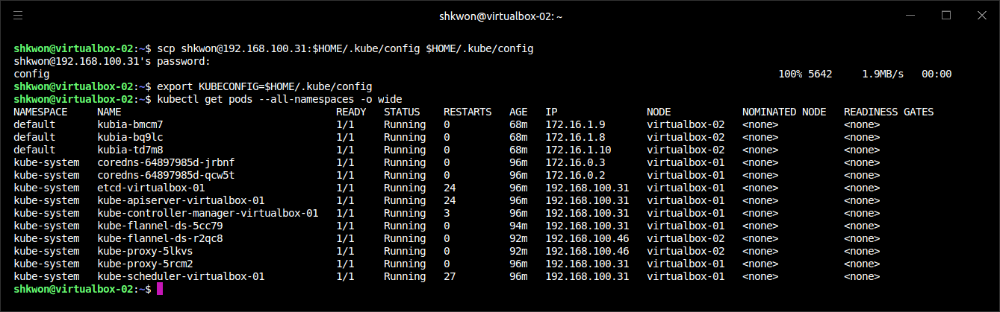 shkwon@virtualbox-02: ~
shkwon@virtualbox-02:~$ scp shkwon@192.168.100.31:$HOME/.kube/config $HOME/.kube/config
shkwon@192.168.100.31's password:
config 100% 5642 1.9MB/s 00:00
shkwon@virtualbox-02:~$ export KUBECONFIG=$HOME/.kube/config
shkwon@virtualbox-02:~$ kubectl get pods --all-namespaces -o wide
NAMESPACE NAME READY STATUS RESTARTS AGE IP NODE NOMINATED NODE READINESS GATES
default kubia-bmcm7 1/1 Running 0 68m 172.16.1.9 virtualbox-02 <none> <none>
default kubia-bq9lc 1/1 Running 0 68m 172.16.1.8 virtualbox-02 <none> <none>
default kubia-td7m8 1/1 Running 0 68m 172.16.1.10 virtualbox-02 <none> <none>
kube-system coredns-64897985d-jrbnf 1/1 Running 0 96m 172.16.0.3 virtualbox-01 <none> <none>
kube-system coredns-64897985d-qcw5t 1/1 Running 0 96m 172.16.0.2 virtualbox-01 <none> <none>
kube-system etcd-virtualbox-01 1/1 Running 24 96m 192.168.100.31 virtualbox-01 <none> <none>
kube-system kube-apiserver-virtualbox-01 1/1 Running 24 96m 192.168.100.31 virtualbox-01 <none> <none>
kube-system kube-controller-manager-virtualbox-01 1/1 Running 3 96m 192.168.100.31 virtualbox-01 <none> <none>
kube-system kube-flannel-ds-5cc79 1/1 Running 0 94m 192.168.100.31 virtualbox-01 <none> <none>
kube-system kube-flannel-ds-r2qc8 1/1 Running 0 92m 192.168.100.46 virtualbox-02 <none> <none>
kube-system kube-proxy-5lkvs 1/1 Running 0 92m 192.168.100.46 virtualbox-02 <none> <none>
kube-system kube-proxy-5rcm2 1/1 Running 0 96m 192.168.100.31 virtualbox-01 <none> <none>
kube-system kube-scheduler-virtualbox-01 1/1 Running 27 96m 192.168.100.31 virtualbox-01 <none> <none>
shkwon@virtualbox-02:~$